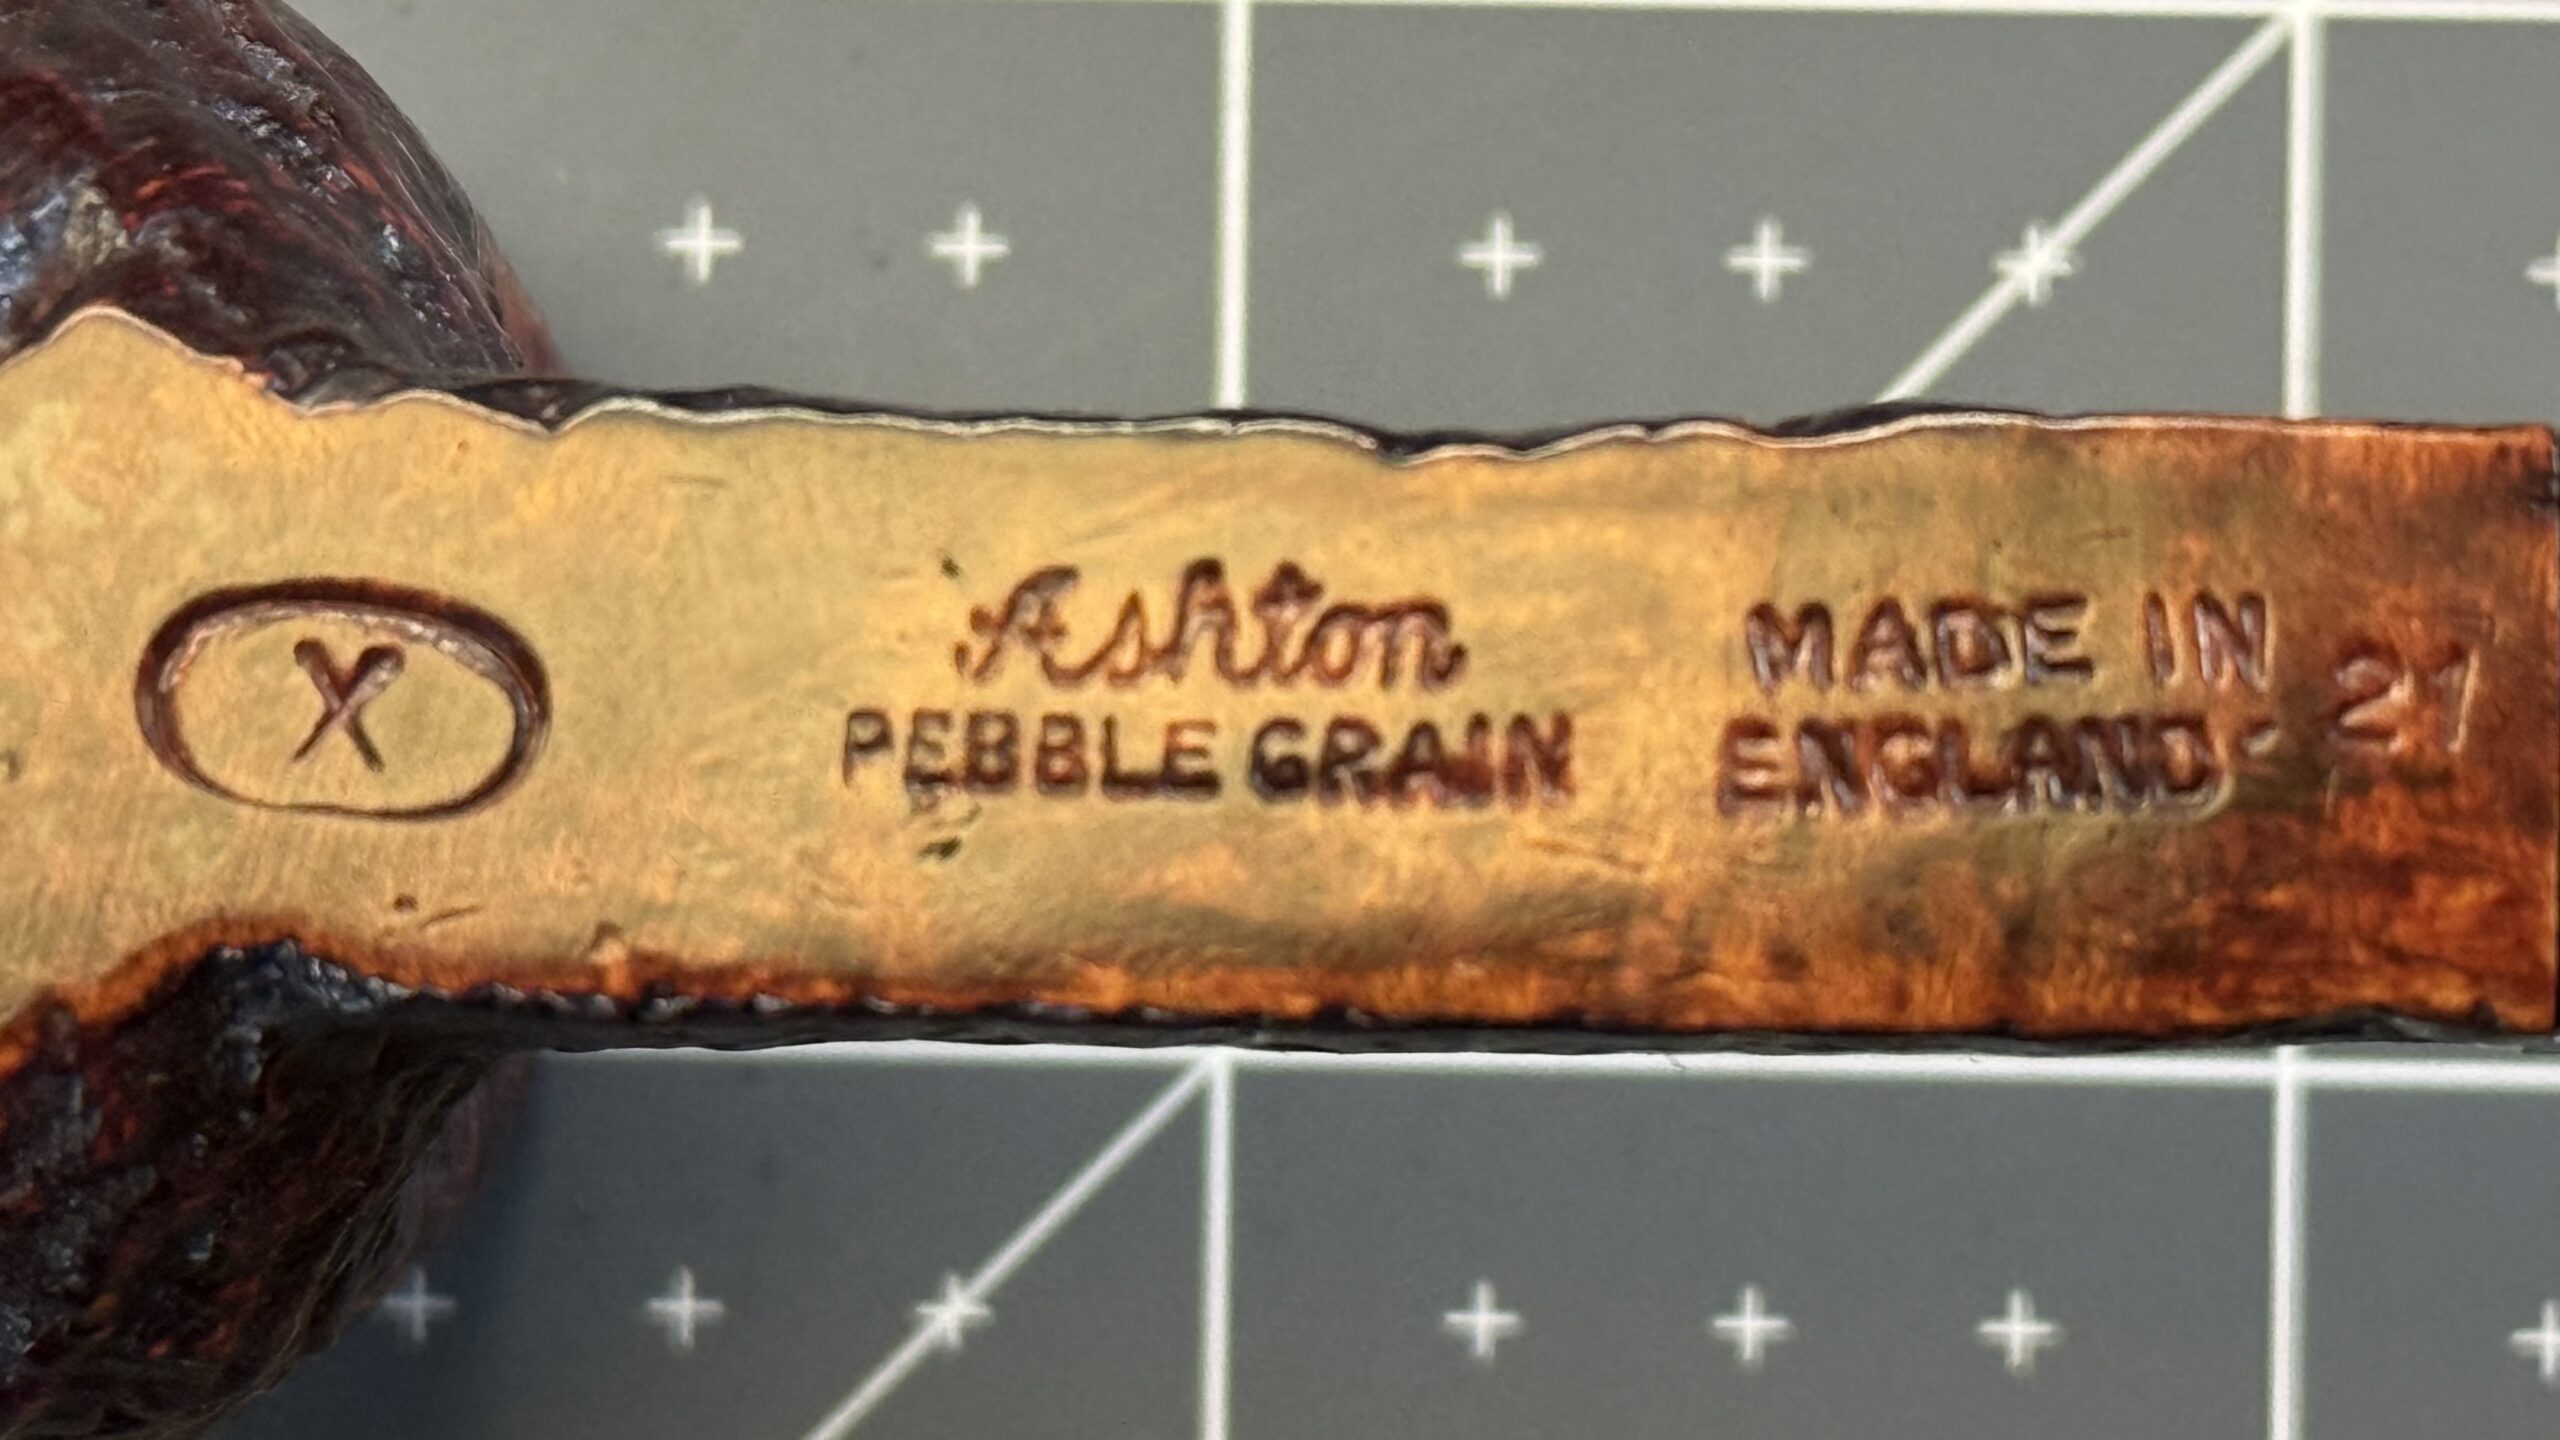 X
Ashton
PEBBLE GRAIN
MADE IN
ENGLAND-
21